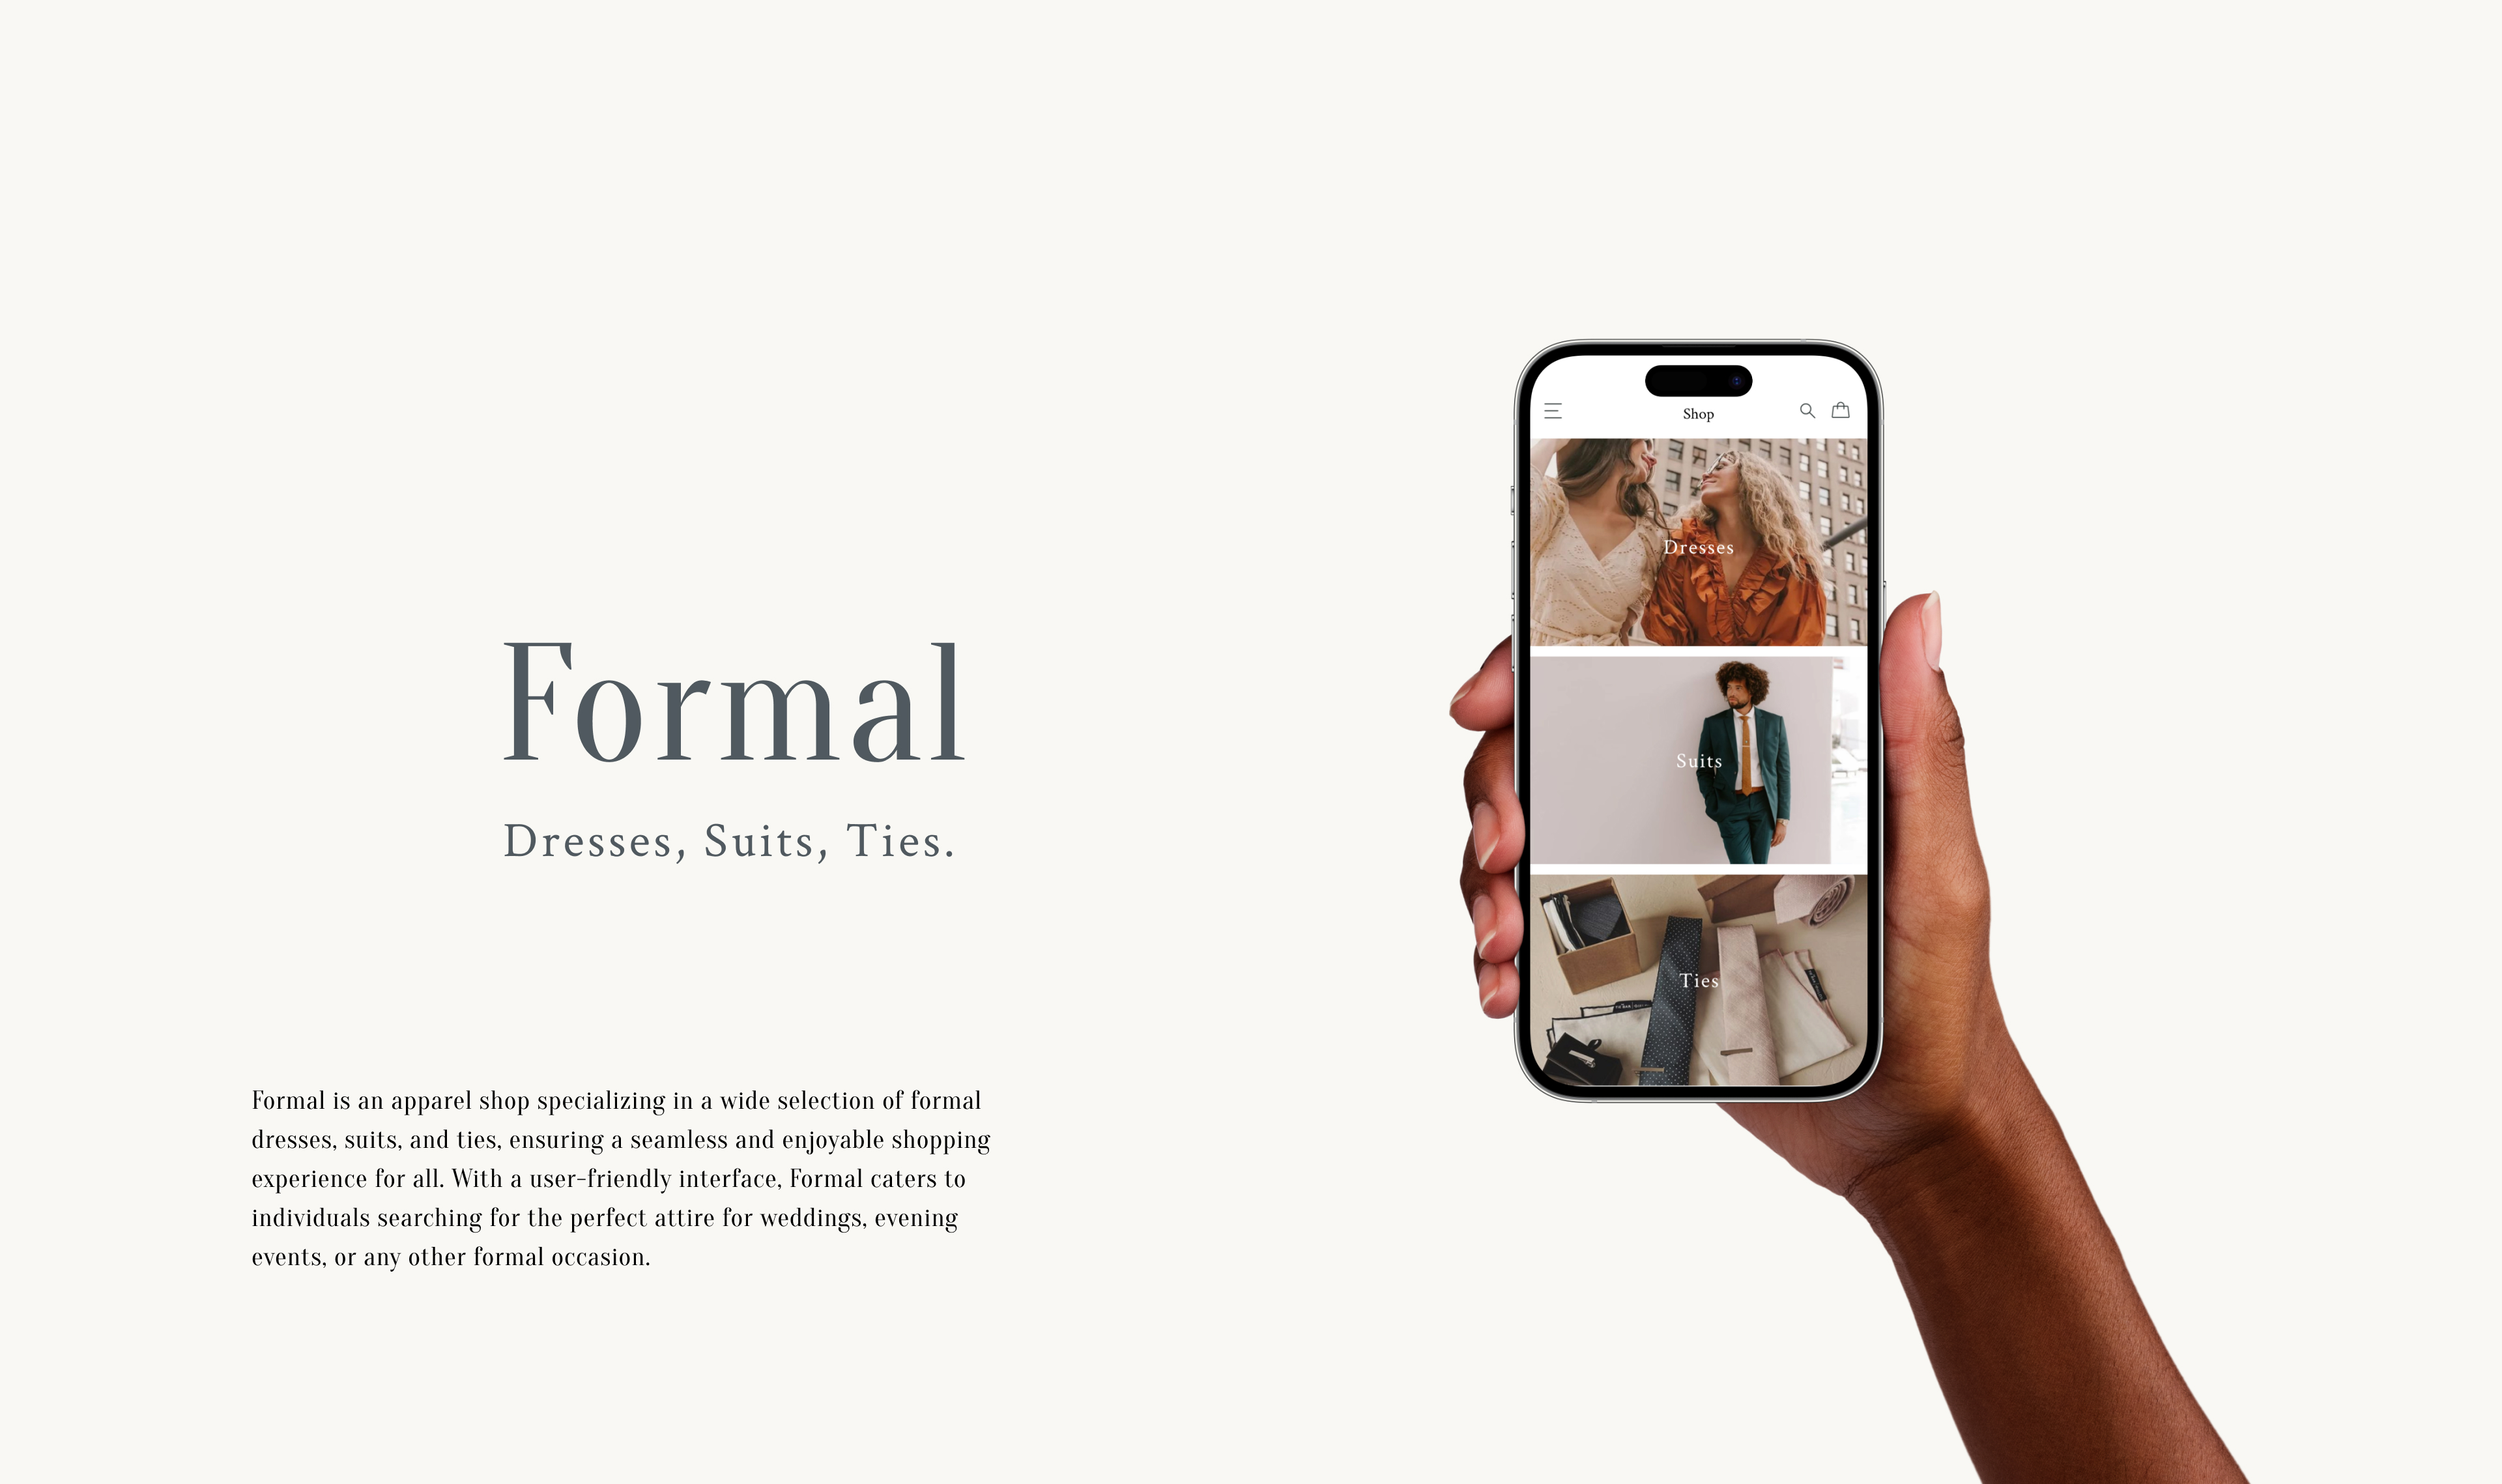 Formal
Dresses, Suits, Ties.
Formal is an apparel shop specializing in a wide selection of formal
dresses, suits, and ties, ensuring a seamless and enjoyable shopping
experience for all. With a user-friendly interface, Formal caters to
individuals searching for the perfect attire for weddings, evening
events, or any other formal occasion.
Shop
Dresses
Suits
Ties